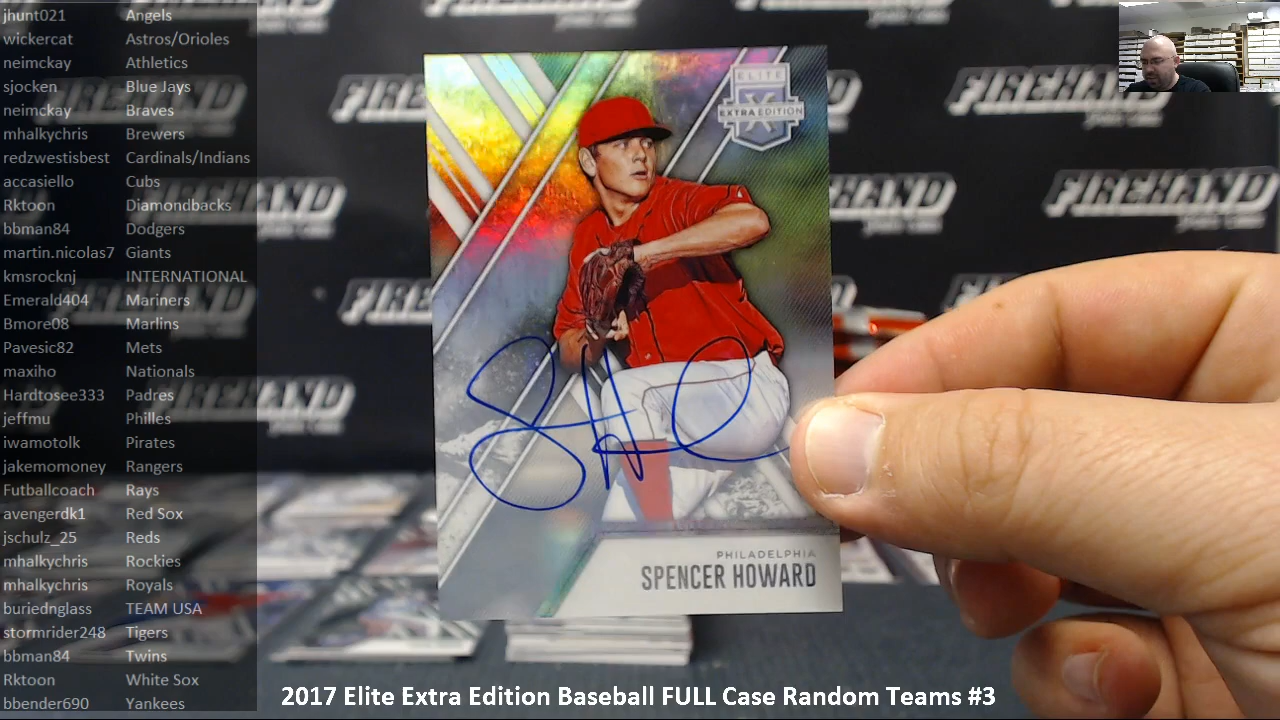 jhunt021 Angels
wickercat Astros/Orioles
neimckay Athletics
sjocken Blue Jays
neimckay Braves
mhalkychris Brewers
redzwestisbest Cardinals/Indians
accasiello Cubs
Rktoon Diamondbacks
bbman84 Dodgers
martin.nicolas7 Giants
kmsrocknj INTERNATIONAL
Emerald404 Mariners
Bmore08 Marlins
Pavesic82 Mets
maxiho Nationals
Hardtosee333 Padres
jeffmu Philles
iwamotolk Pirates
jakemomoney Rangers
Futballcoach Rays
avengerdk1 Red Sox
jschulz_25 Reds
mhalkychris Rockies
mhalkychris Royals
buriednglass TEAM USA
stormrider248 Tigers
bbman84 Twins
Rktoon White Sox
bbender690 Yankees
FIREHAND
ELITE
EXTRA EDITION
PHILADELPHIA
SPENCER HOWARD
2017 Elite Extra Edition Baseball FULL Case Random Teams #3